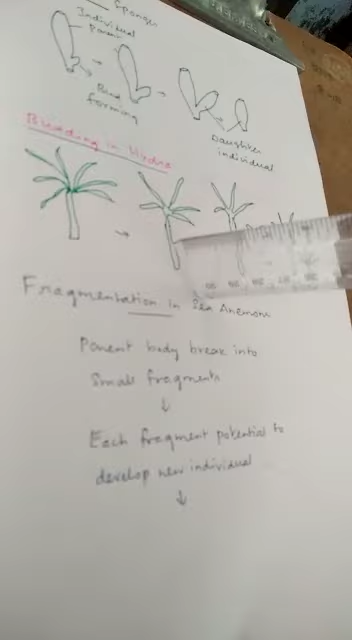 Sponges
Individual
Parent
Bud
forming
Daughter
individual
Budding in Hydra
Fragmentation in Sea Anemone
Parent body break into
small fragments
↓
Each fragment potential to
develop new individual
↓